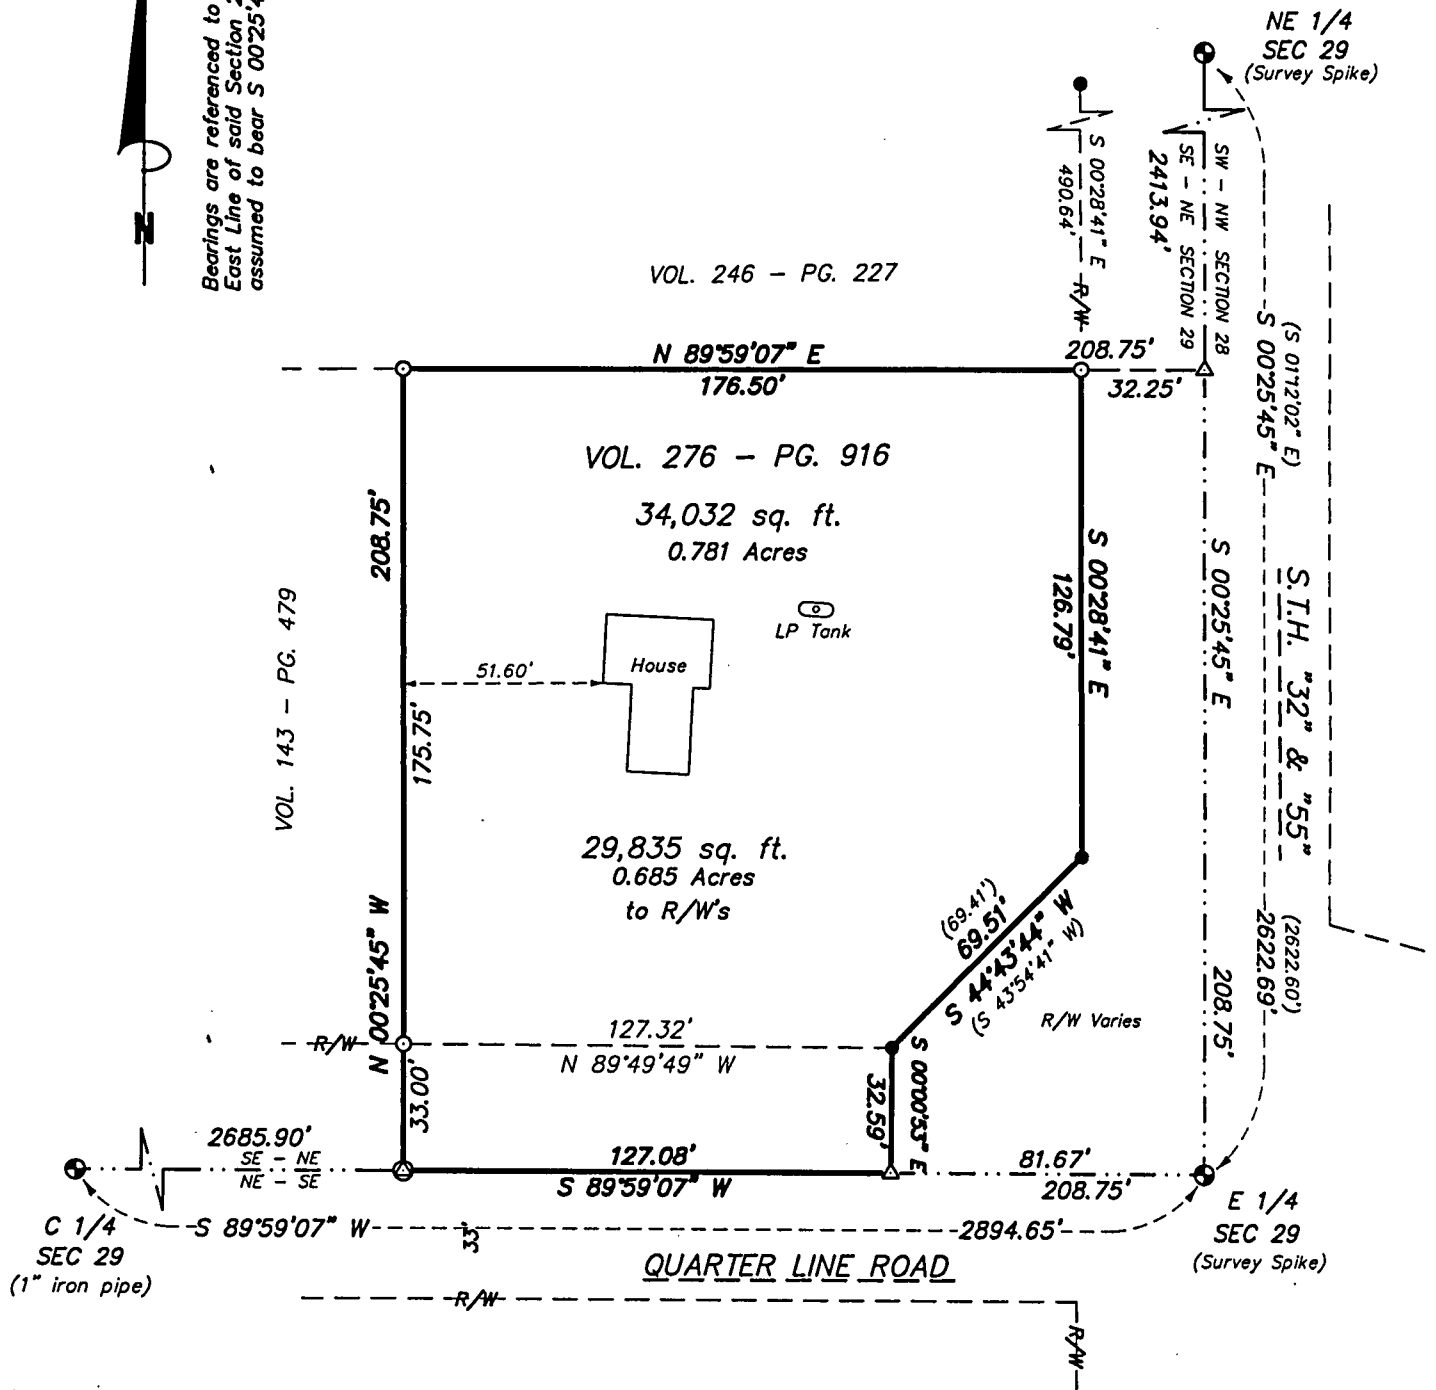 NE 1/4
SEC 29
(Survey Spike)
Bearings are referenced to
East Line of said Section
assumed to bear S 00°25'4
N
S 00°28'41" E
490.64'
R/W
SW - NW SECTION 28
SE - NE SECTION 29
2413.94'
VOL. 246 - PG. 227
N 89°59'07" E
176.50'
208.75'
32.25'
(S 01°12'02" E)
S 00°25'45" E
VOL. 276 - PG. 916
34,032 sq. ft.
0.781 Acres
208.75'
S 00°28'41" E
126.79'
S 00°25'45" E
S.T.H. "32" & "55"
VOL. 143 - PG. 479
LP Tank
House
51.60'
175.75'
29,835 sq. ft.
0.685 Acres
to R/W's
N 00°25'45" W
(69.41')
69.51'
S 44°43'44" W
(S 43°54'41" W)
(2622.60')
2622.69'
208.75'
R/W Varies
R/W
127.32'
N 89°49'49" W
33.00'
S 00°00'53" E
32.59'
2685.90'
SE - NE
NE - SE
127.08'
S 89°59'07" W
81.67'
208.75'
C 1/4
SEC 29
(1" iron pipe)
S 89°59'07" W
33'
2894.65'
E 1/4
SEC 29
(Survey Spike)
QUARTER LINE ROAD
R/W
R/W